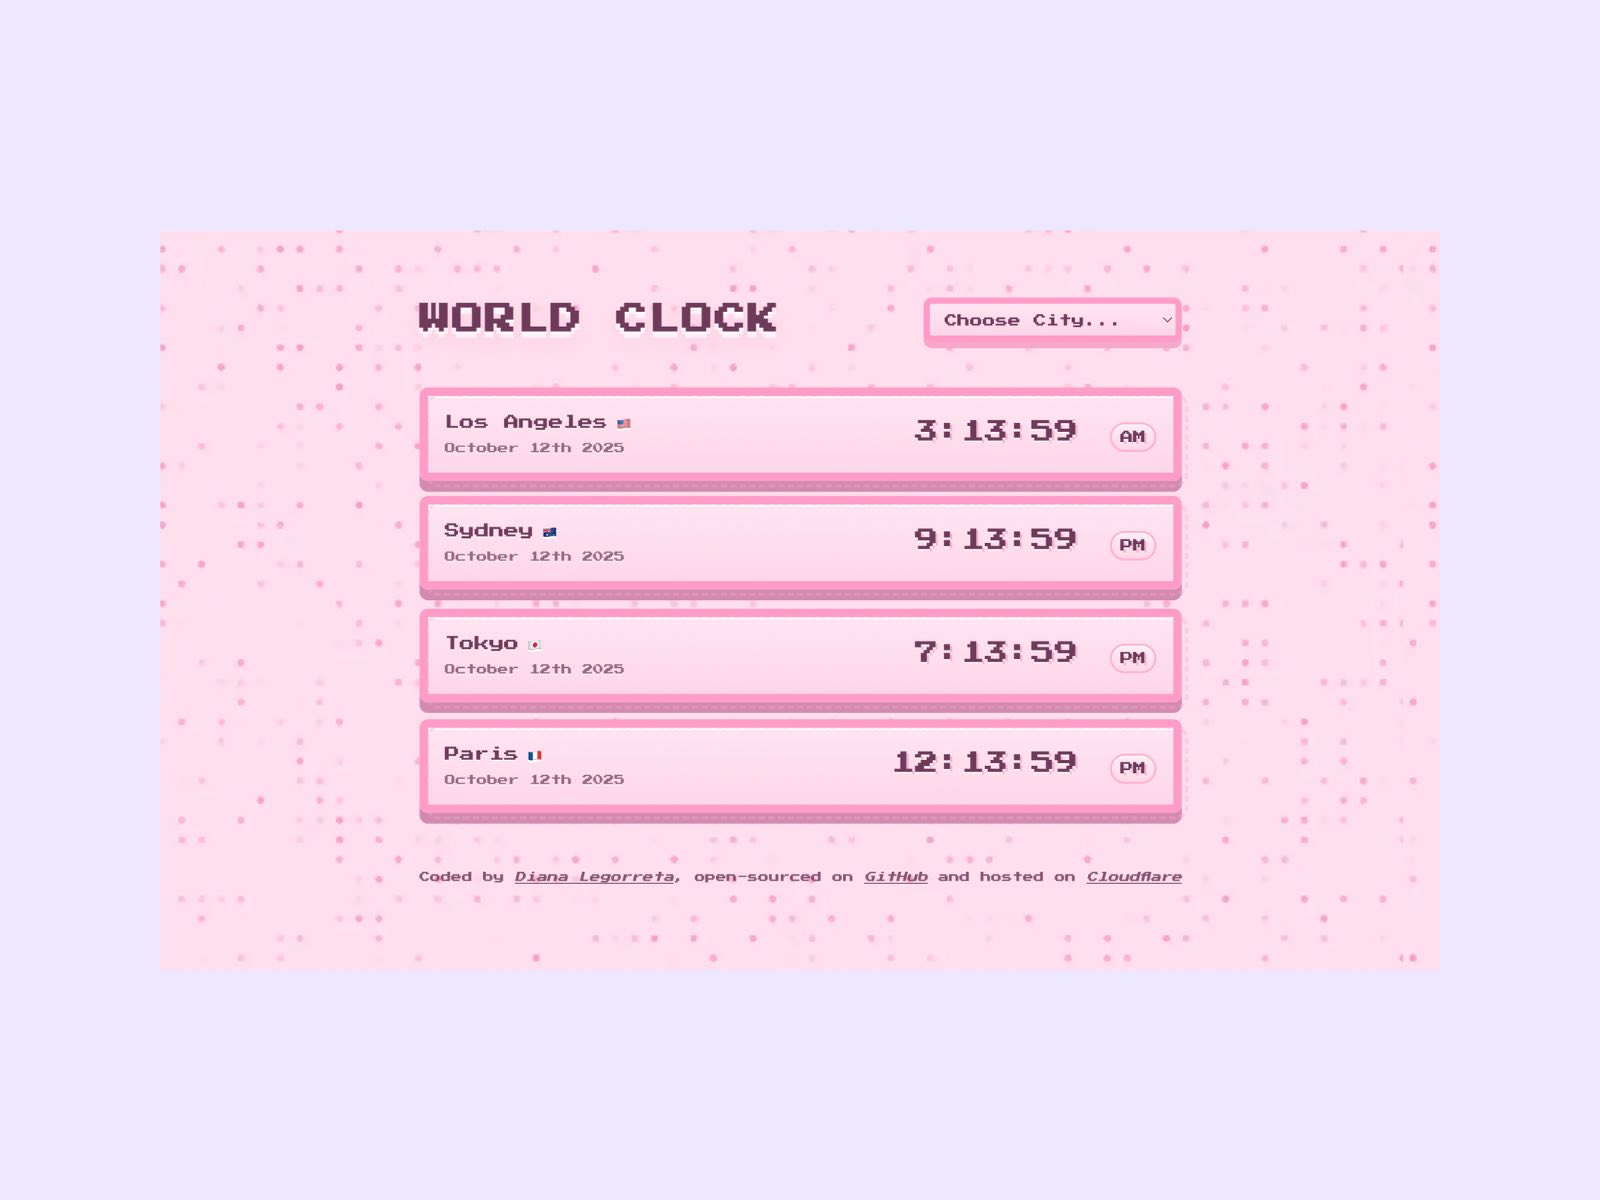 WORLD CLOCK
Choose City...
Los Angeles 🇺🇸
October 12th 2025
3:13:59 AM
Sydney 🇦🇺
October 12th 2025
9:13:59 PM
Tokyo 🇯🇵
October 12th 2025
7:13:59 PM
Paris 🇫🇷
October 12th 2025
12:13:59 PM
Coded by Diana Legorreta, open-sourced on GitHub and hosted on Cloudflare